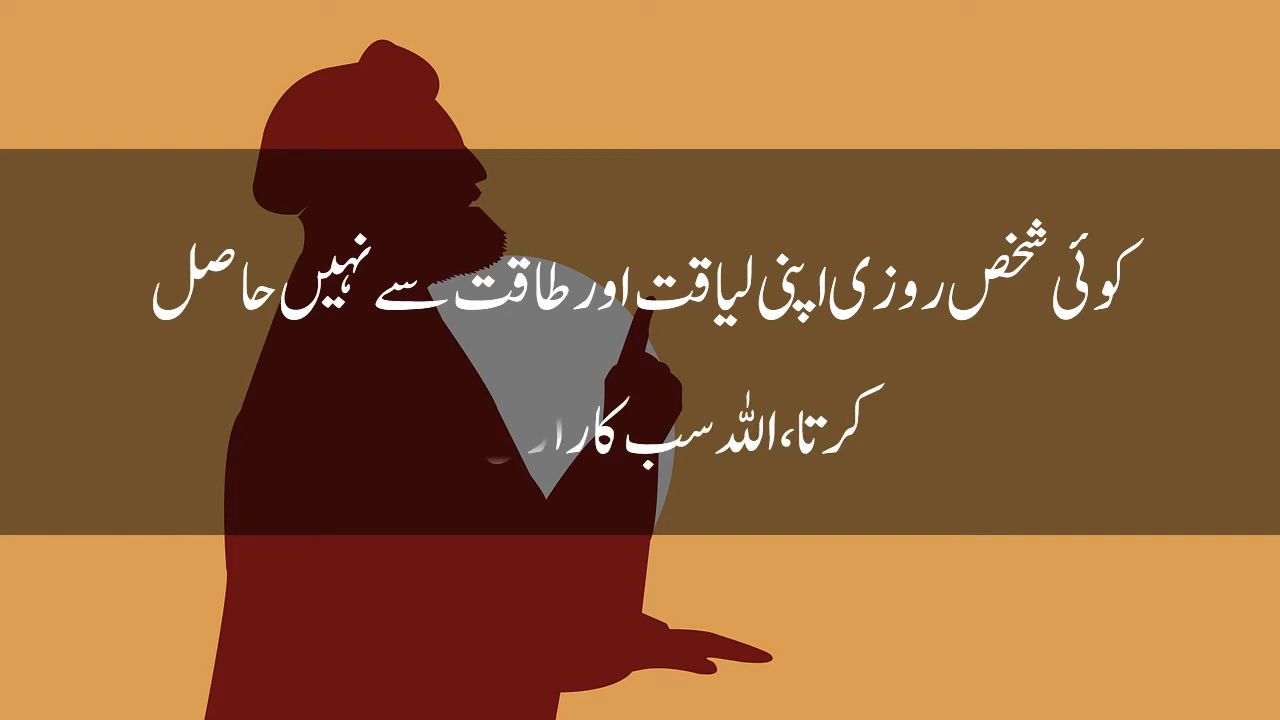 کوئی شخص روزی اپنی لیاقت اور طاقت سے نہیں حاصل
کرتا، اللہ سب کا